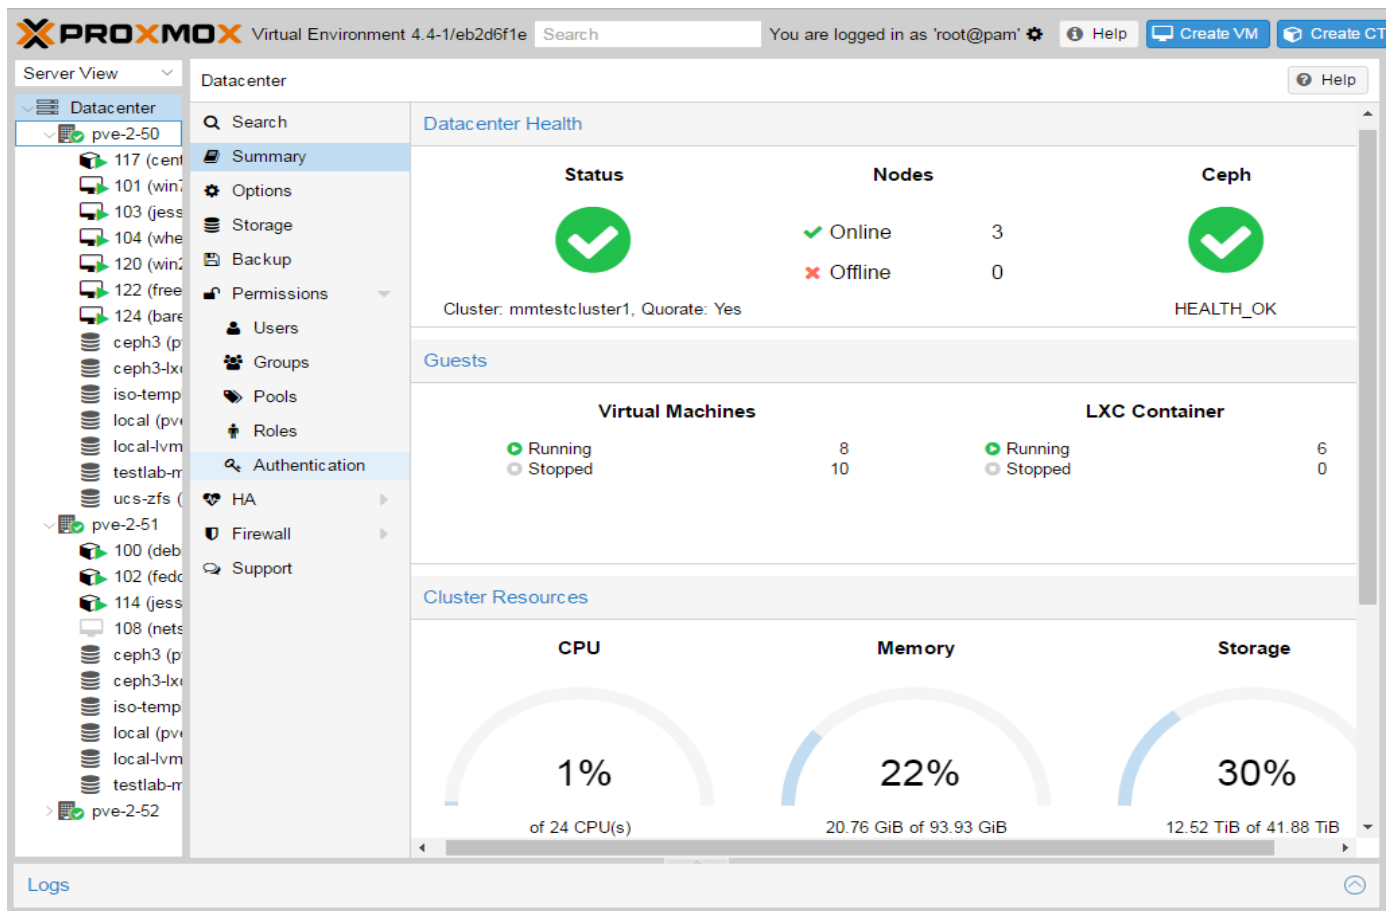 PROXMOX Virtual Environment 4.4-1/eb2d6f1e Search You are logged in as 'root@pam' Help Create VM Create CT
Server View
Datacenter
pve-2-50
117 (cent
101 (win7
103 (jess
104 (whe
120 (win2
122 (free
124 (bare
ceph3 (p
ceph3-lx
iso-temp
local (pv
local-lvm
testlab-m
ucs-zfs (
pve-2-51
100 (deb
102 (fedo
114 (jess
108 (nets
ceph3 (p
ceph3-lx
iso-temp
local (pv
local-lvm
testlab-m
pve-2-52
Datacenter Help
Search
Summary
Options
Storage
Backup
Permissions
Users
Groups
Pools
Roles
Authentication
HA
Firewall
Support
Datacenter Health
Status Nodes Ceph
Online 3
Offline 0
Cluster: mmtestcluster1, Quorate: Yes HEALTH_OK
Guests
Virtual Machines LXC Container
Running 8 Running 6
Stopped 10 Stopped 0
Cluster Resources
CPU Memory Storage
1% 22% 30%
of 24 CPU(s) 20.76 GiB of 93.93 GiB 12.52 TiB of 41.88 TiB
Logs